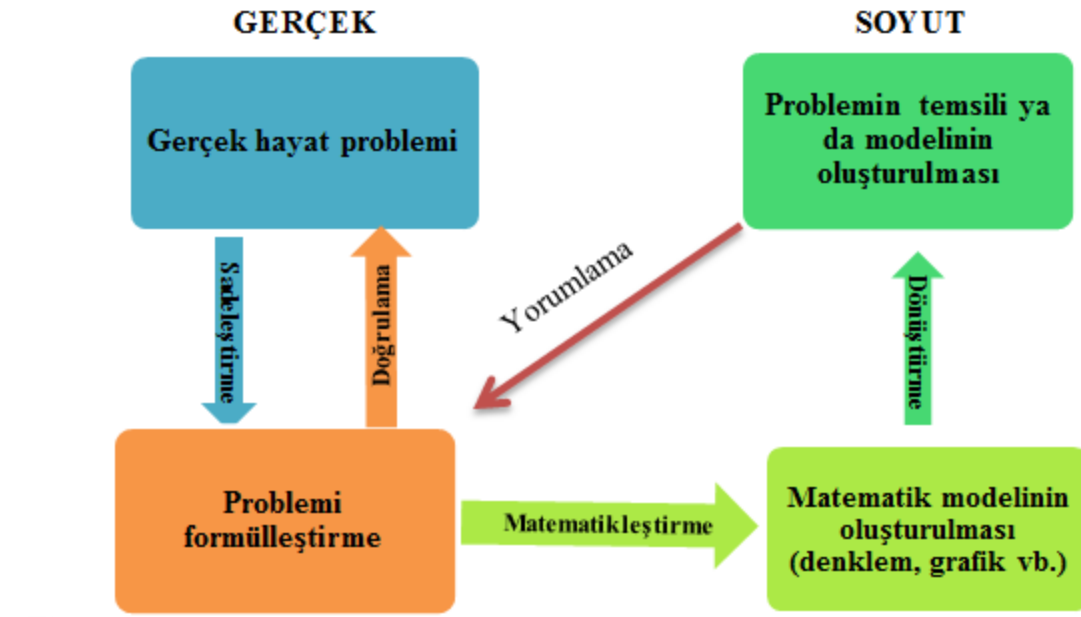 GERÇEK
SOYUT
Gerçek hayat problemi
Problemin temsili ya
da modelinin
oluşturulması
Sadeleştirme
Doğrulama
Yorumlama
Dönüştürme
Problemi
formülleştirme
Matematikleştirme
Matematik modelinin
oluşturulması
(denklem, grafik vb.)